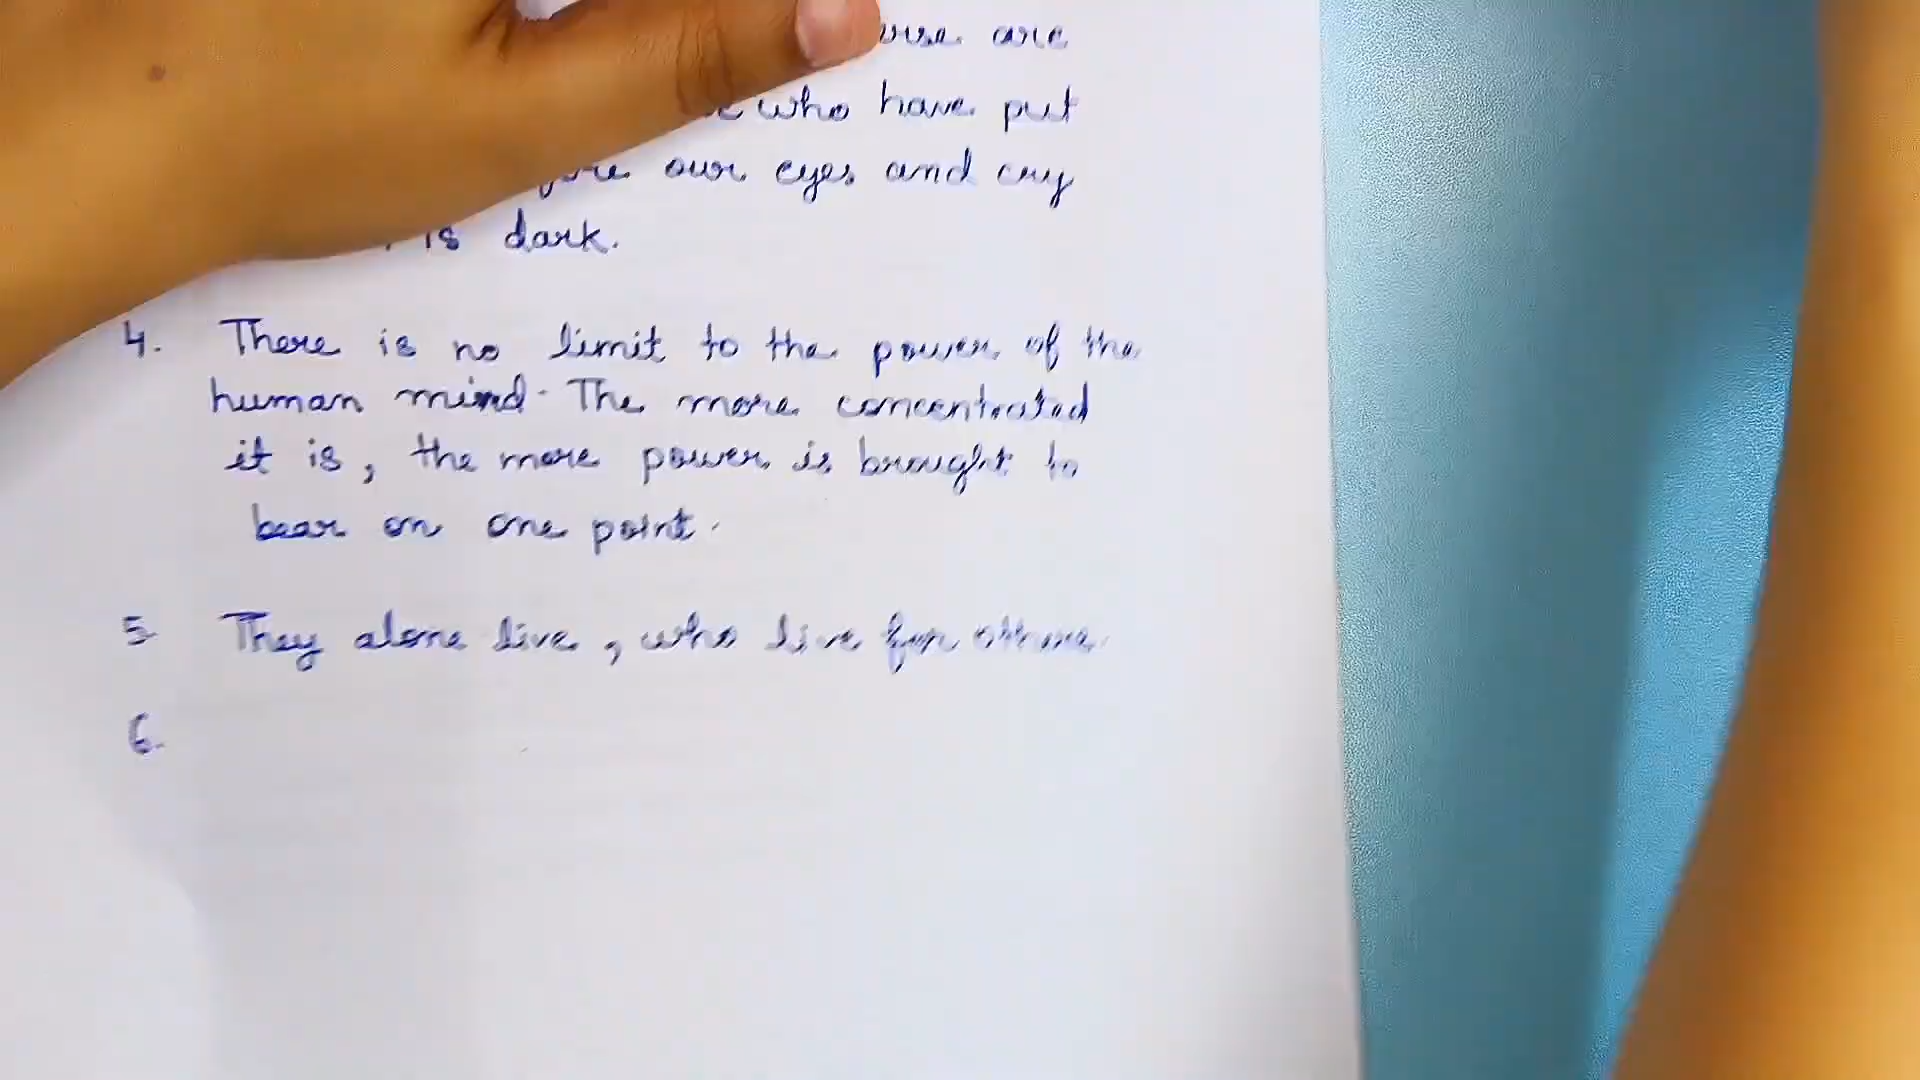 are
who have put
our eyes and cry
is dark.
4. There is no limit to the power of the
human mind. The more concentrated
it is, the more power is brought to
bear on one point.
5 They alone live, who live for others.
6.